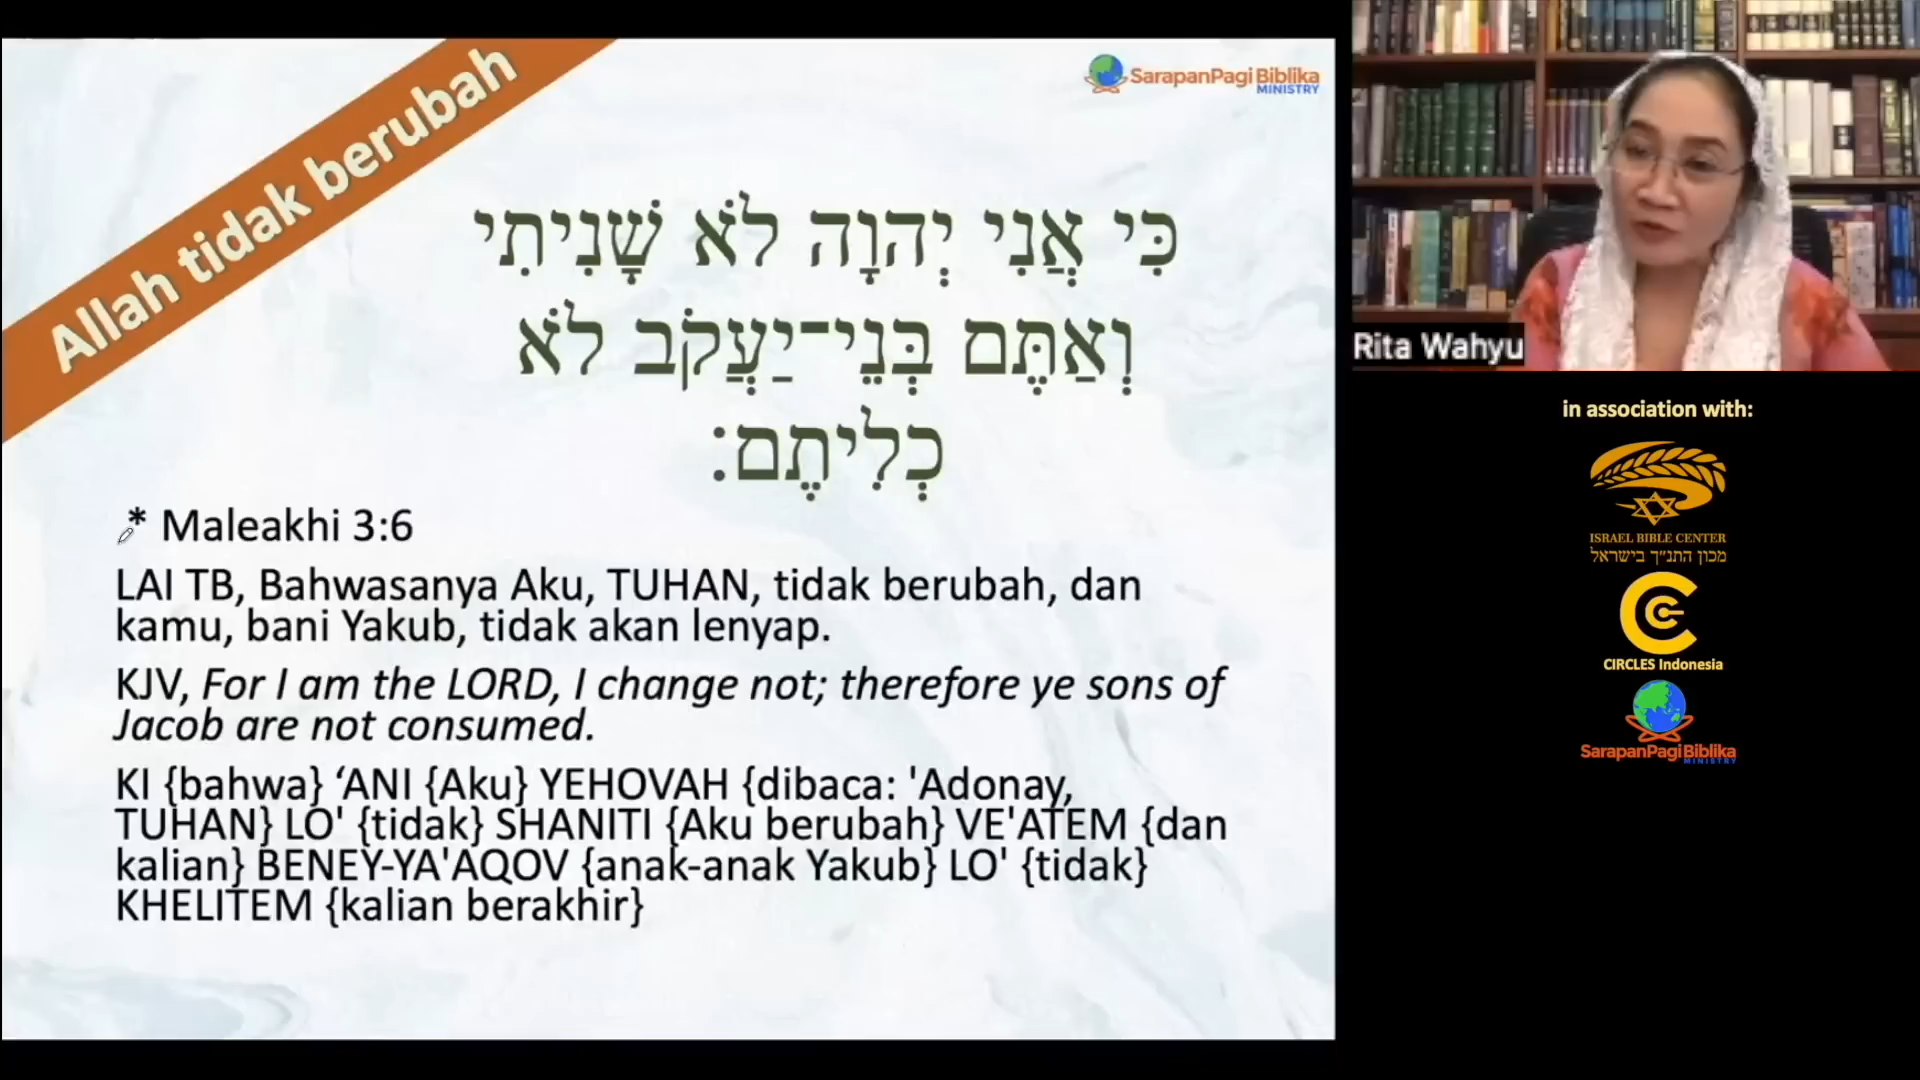 Allah tidak berubah
SarapanPagi Biblika
MINISTRY
כִּי אֲנִי יְהוָה לֹא שָׁנִיתִי
וְאַתֶּם בְּנֵי־יַעֲקֹב לֹא
כְלִיתֶם׃
* Maleakhi 3:6
LAI TB, Bahwasanya Aku, TUHAN, tidak berubah, dan
kamu, bani Yakub, tidak akan lenyap.
KJV, For I am the LORD, I change not; therefore ye sons of
Jacob are not consumed.
KI {bahwa} ‘ANI {Aku} YEHOVAH {dibaca: 'Adonay,
TUHAN} LO' {tidak} SHANITI {Aku berubah} VE'ATEM {dan
kalian} BENEY-YA'AQOV {anak-anak Yakub} LO' {tidak}
KHELITEM {kalian berakhir}
Rita Wahyu
in association with:
ISRAEL BIBLE CENTER
מכון התנ״ך בישראל
CIRCLES Indonesia
SarapanPagi Biblika
MINISTRY